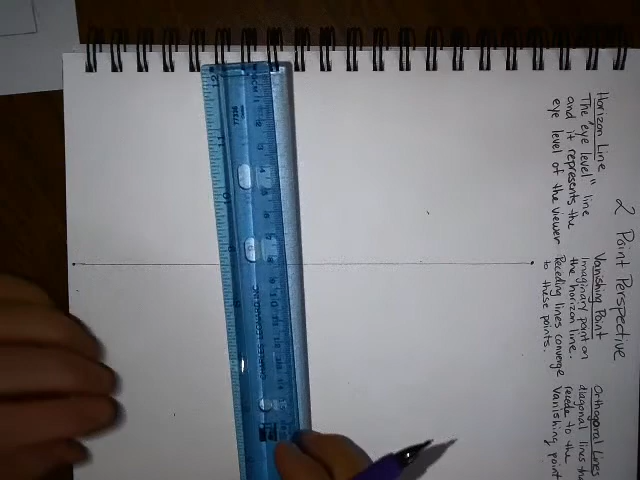 2 Point Perspective
Horizon Line
The "eye level" line
and it represents the
eye level of the viewer
Vanishing Point
Imaginary point on
the horizon line.
Receding lines converge
to these points.
Orthogonal Lines
diagonal lines tha
recede to the
Vanishing point